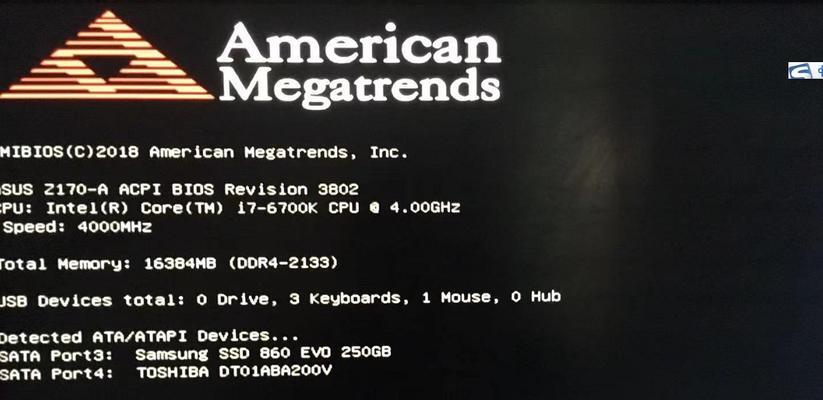 American
Megatrends
MIBIOS(C)2018 American Megatrends, Inc.
SUS Z170-A ACPI BIOS Revision 3802
CPU: Intel(R) Core(TM) i7-6700K CPU @ 4.00GHz
Speed: 4000MHz
Total Memory: 16384MB (DDR4-2133)
USB Devices total: 0 Drive, 3 Keyboards, 1 Mouse, 0 Hub
Detected ATA/ATAPI Devices...
SATA Port3: Samsung SSD 860 EVO 250GB
SATA Port4: TOSHIBA DT01ABA200V